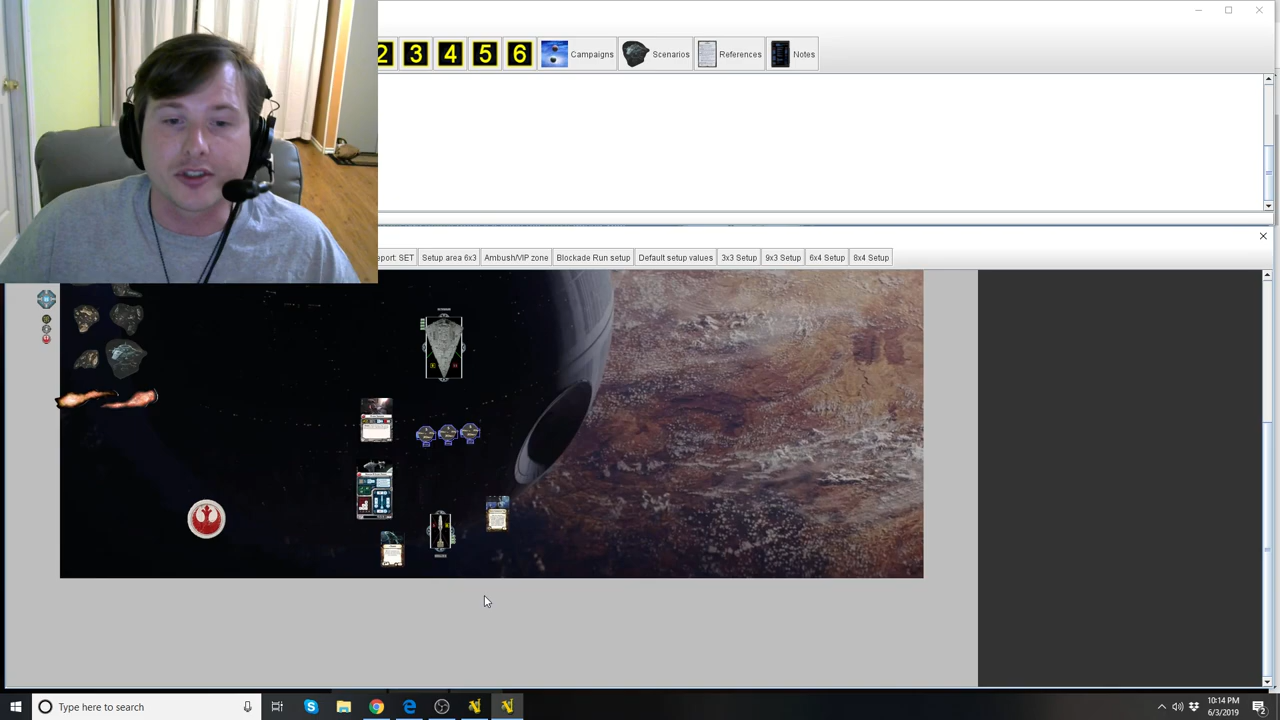 2 3 4 5 6 Campaigns Scenarios References Notes
port: SET Setup area 6x3 Ambush/VIP zone Blockade Run setup Default setup values 3x3 Setup 9x3 Setup 6x4 Setup 8x4 Setup
Type here to search
10:14 PM
6/3/2019
2